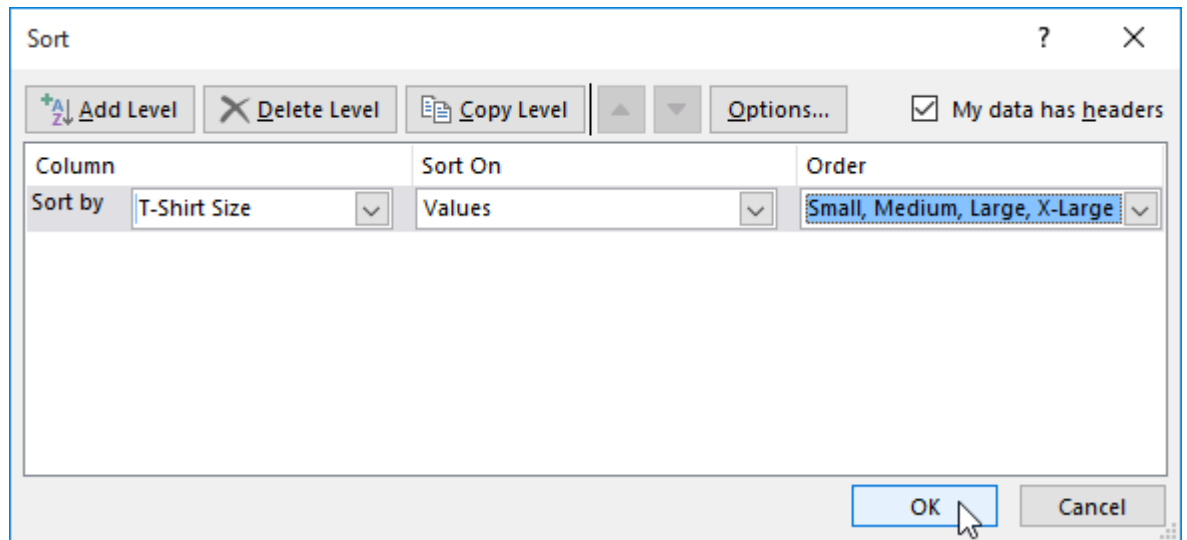 Sort ?
Add Level Delete Level Copy Level Options... My data has headers
Column Sort On Order
Sort by T-Shirt Size Values Small, Medium, Large, X-Large
OK Cancel